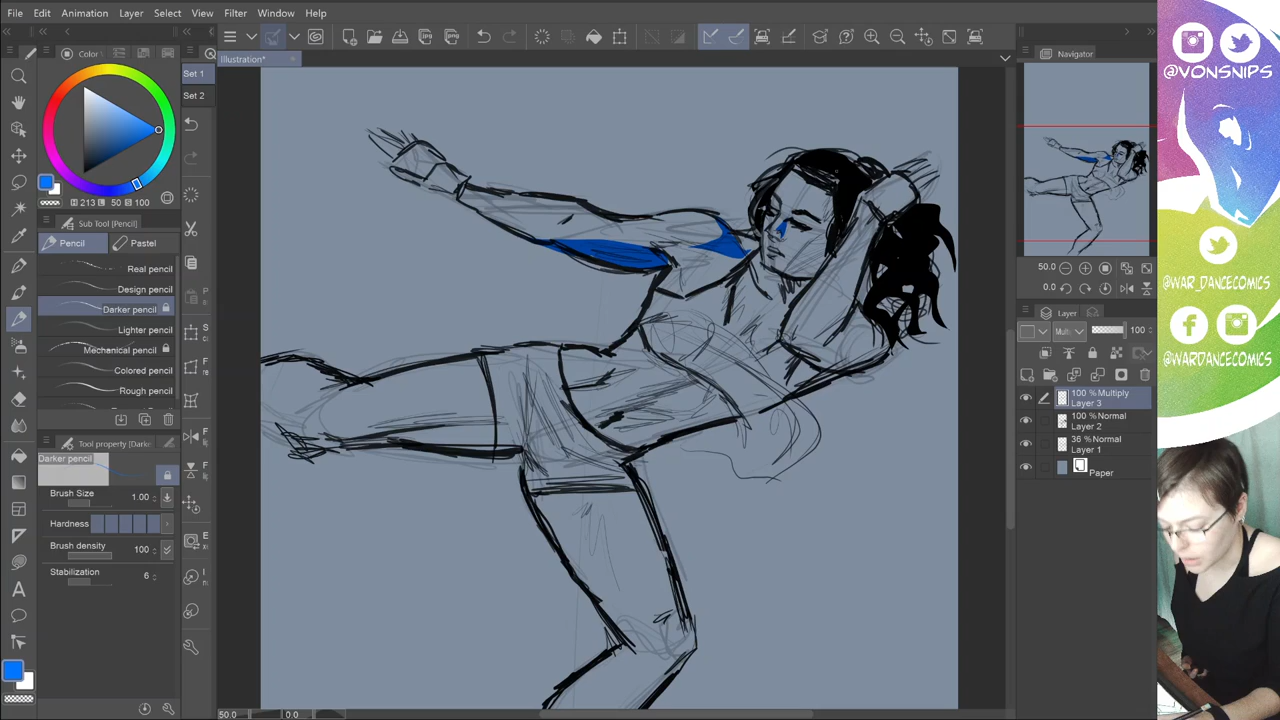 File Edit Animation Layer Select View Filter Window Help
Color
Illustration*
Navigator
Set 1
Set 2
@VONSNIPS
H 213 S 50 B 100
Sub Tool [Pencil]
Pencil Pastel
Real pencil
Design pencil
Darker pencil
Lighter pencil
Mechanical pencil
Colored pencil
Rough pencil
50.0
0.0
@WAR_DANCECOMICS
@WARDANCECOMICS
Layer
100
100 % Multiply
Layer 3
100 % Normal
Layer 2
36 % Normal
Layer 1
Paper
Darker pencil
Brush Size 1.00
Hardness
Brush density 100
Stabilization 6
50.0 0.0